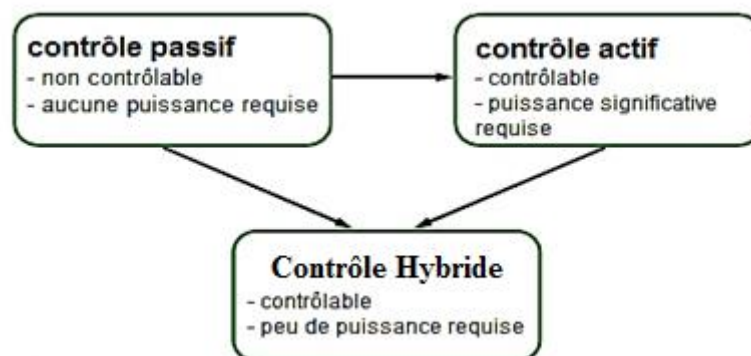 contrôle passif
- non contrôlable
- aucune puissance requise
contrôle actif
- contrôlable
- puissance significative
requise
Contrôle Hybride
- contrôlable
- peu de puissance requise